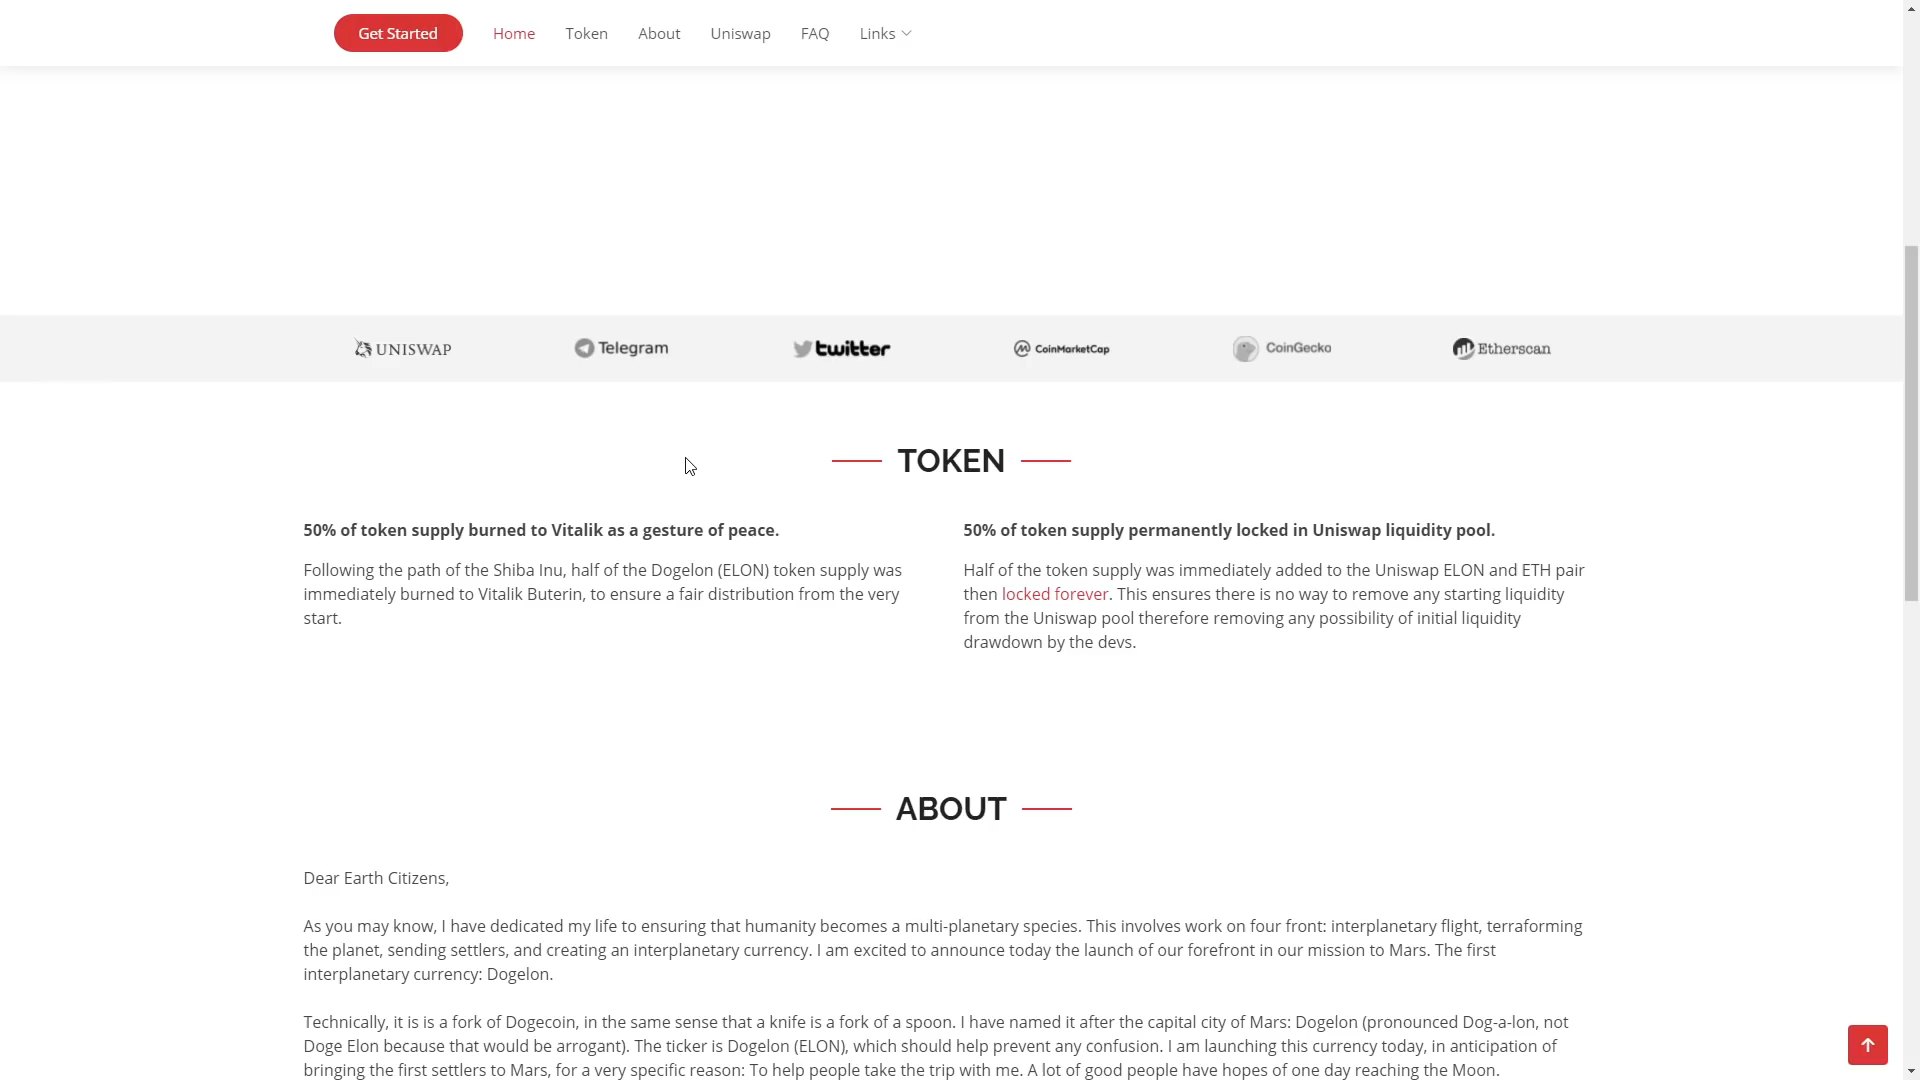 Get Started Home Token About Uniswap FAQ Links
UNISWAP Telegram twitter CoinMarketCap CoinGecko Etherscan
TOKEN
50% of token supply burned to Vitalik as a gesture of peace.
Following the path of the Shiba Inu, half of the Dogelon (ELON) token supply was
immediately burned to Vitalik Buterin, to ensure a fair distribution from the very
start.
50% of token supply permanently locked in Uniswap liquidity pool.
Half of the token supply was immediately added to the Uniswap ELON and ETH pair
then locked forever. This ensures there is no way to remove any starting liquidity
from the Uniswap pool therefore removing any possibility of initial liquidity
drawdown by the devs.
ABOUT
Dear Earth Citizens,
As you may know, I have dedicated my life to ensuring that humanity becomes a multi-planetary species. This involves work on four front: interplanetary flight, terraforming
the planet, sending settlers, and creating an interplanetary currency. I am excited to announce today the launch of our forefront in our mission to Mars. The first
interplanetary currency: Dogelon.
Technically, it is is a fork of Dogecoin, in the same sense that a knife is a fork of a spoon. I have named it after the capital city of Mars: Dogelon (pronounced Dog-a-lon, not
Doge Elon because that would be arrogant). The ticker is Dogelon (ELON), which should help prevent any confusion. I am launching this currency today, in anticipation of
bringing the first settlers to Mars, for a very specific reason: To help people take the trip with me. A lot of good people have hopes of one day reaching the Moon.